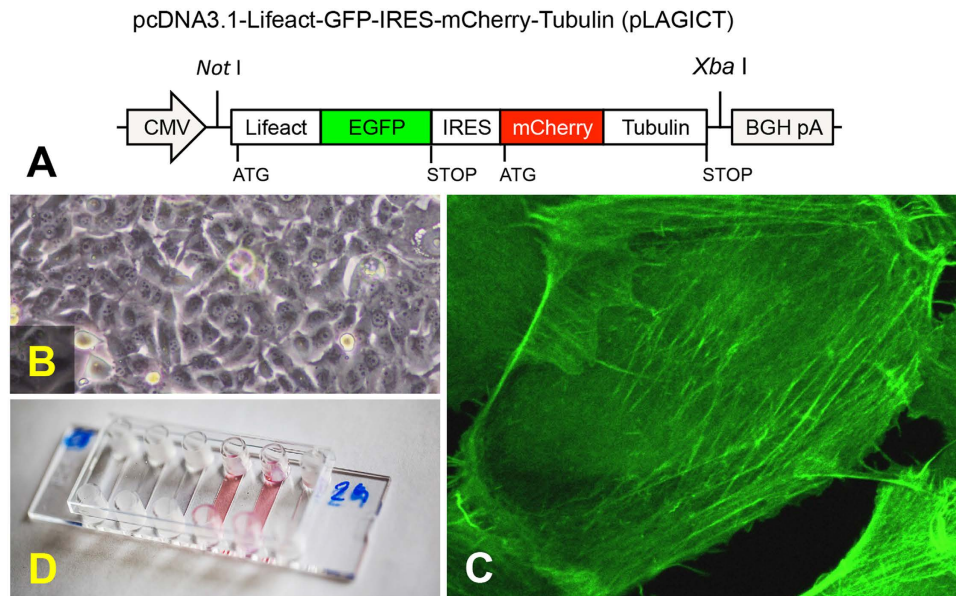 pcDNA3.1-Lifeact-GFP-IRES-mCherry-Tubulin (pLAGICT)
Not I
Xba I
CMV
Lifeact
EGFP
IRES
mCherry
Tubulin
BGH pA
ATG
STOP
ATG
STOP
A
B
C
D